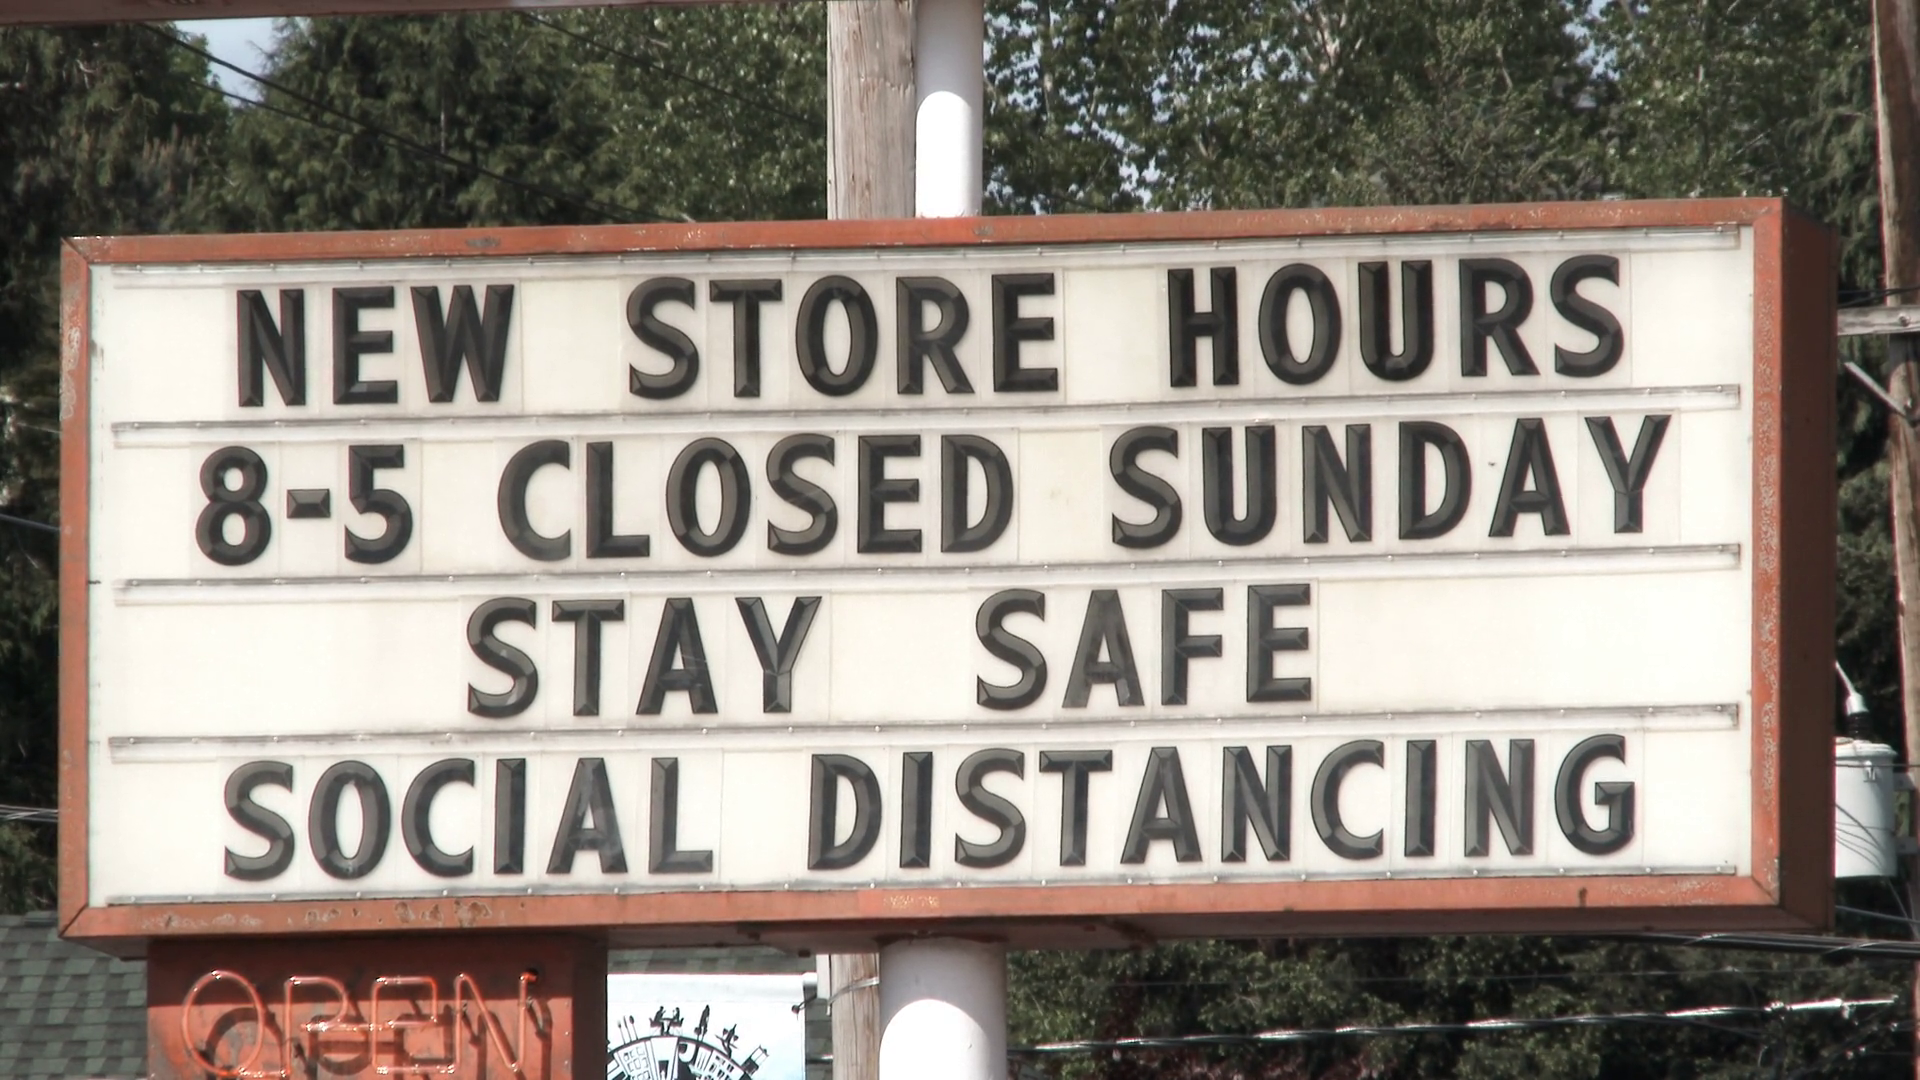 NEW STORE HOURS
8-5 CLOSED SUNDAY
STAY SAFE
SOCIAL DISTANCING
OPEN